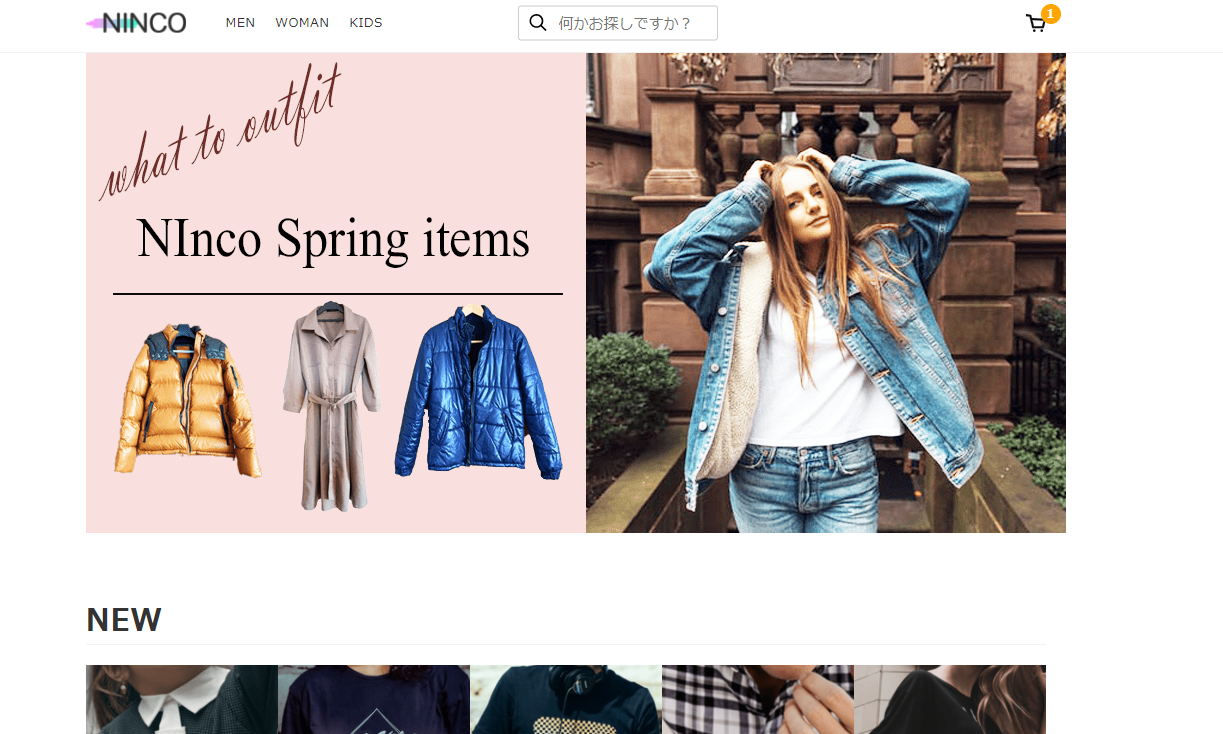 NINCO
MEN WOMAN KIDS
何かお探しですか？
1
what to outfit
NInco Spring items
NEW